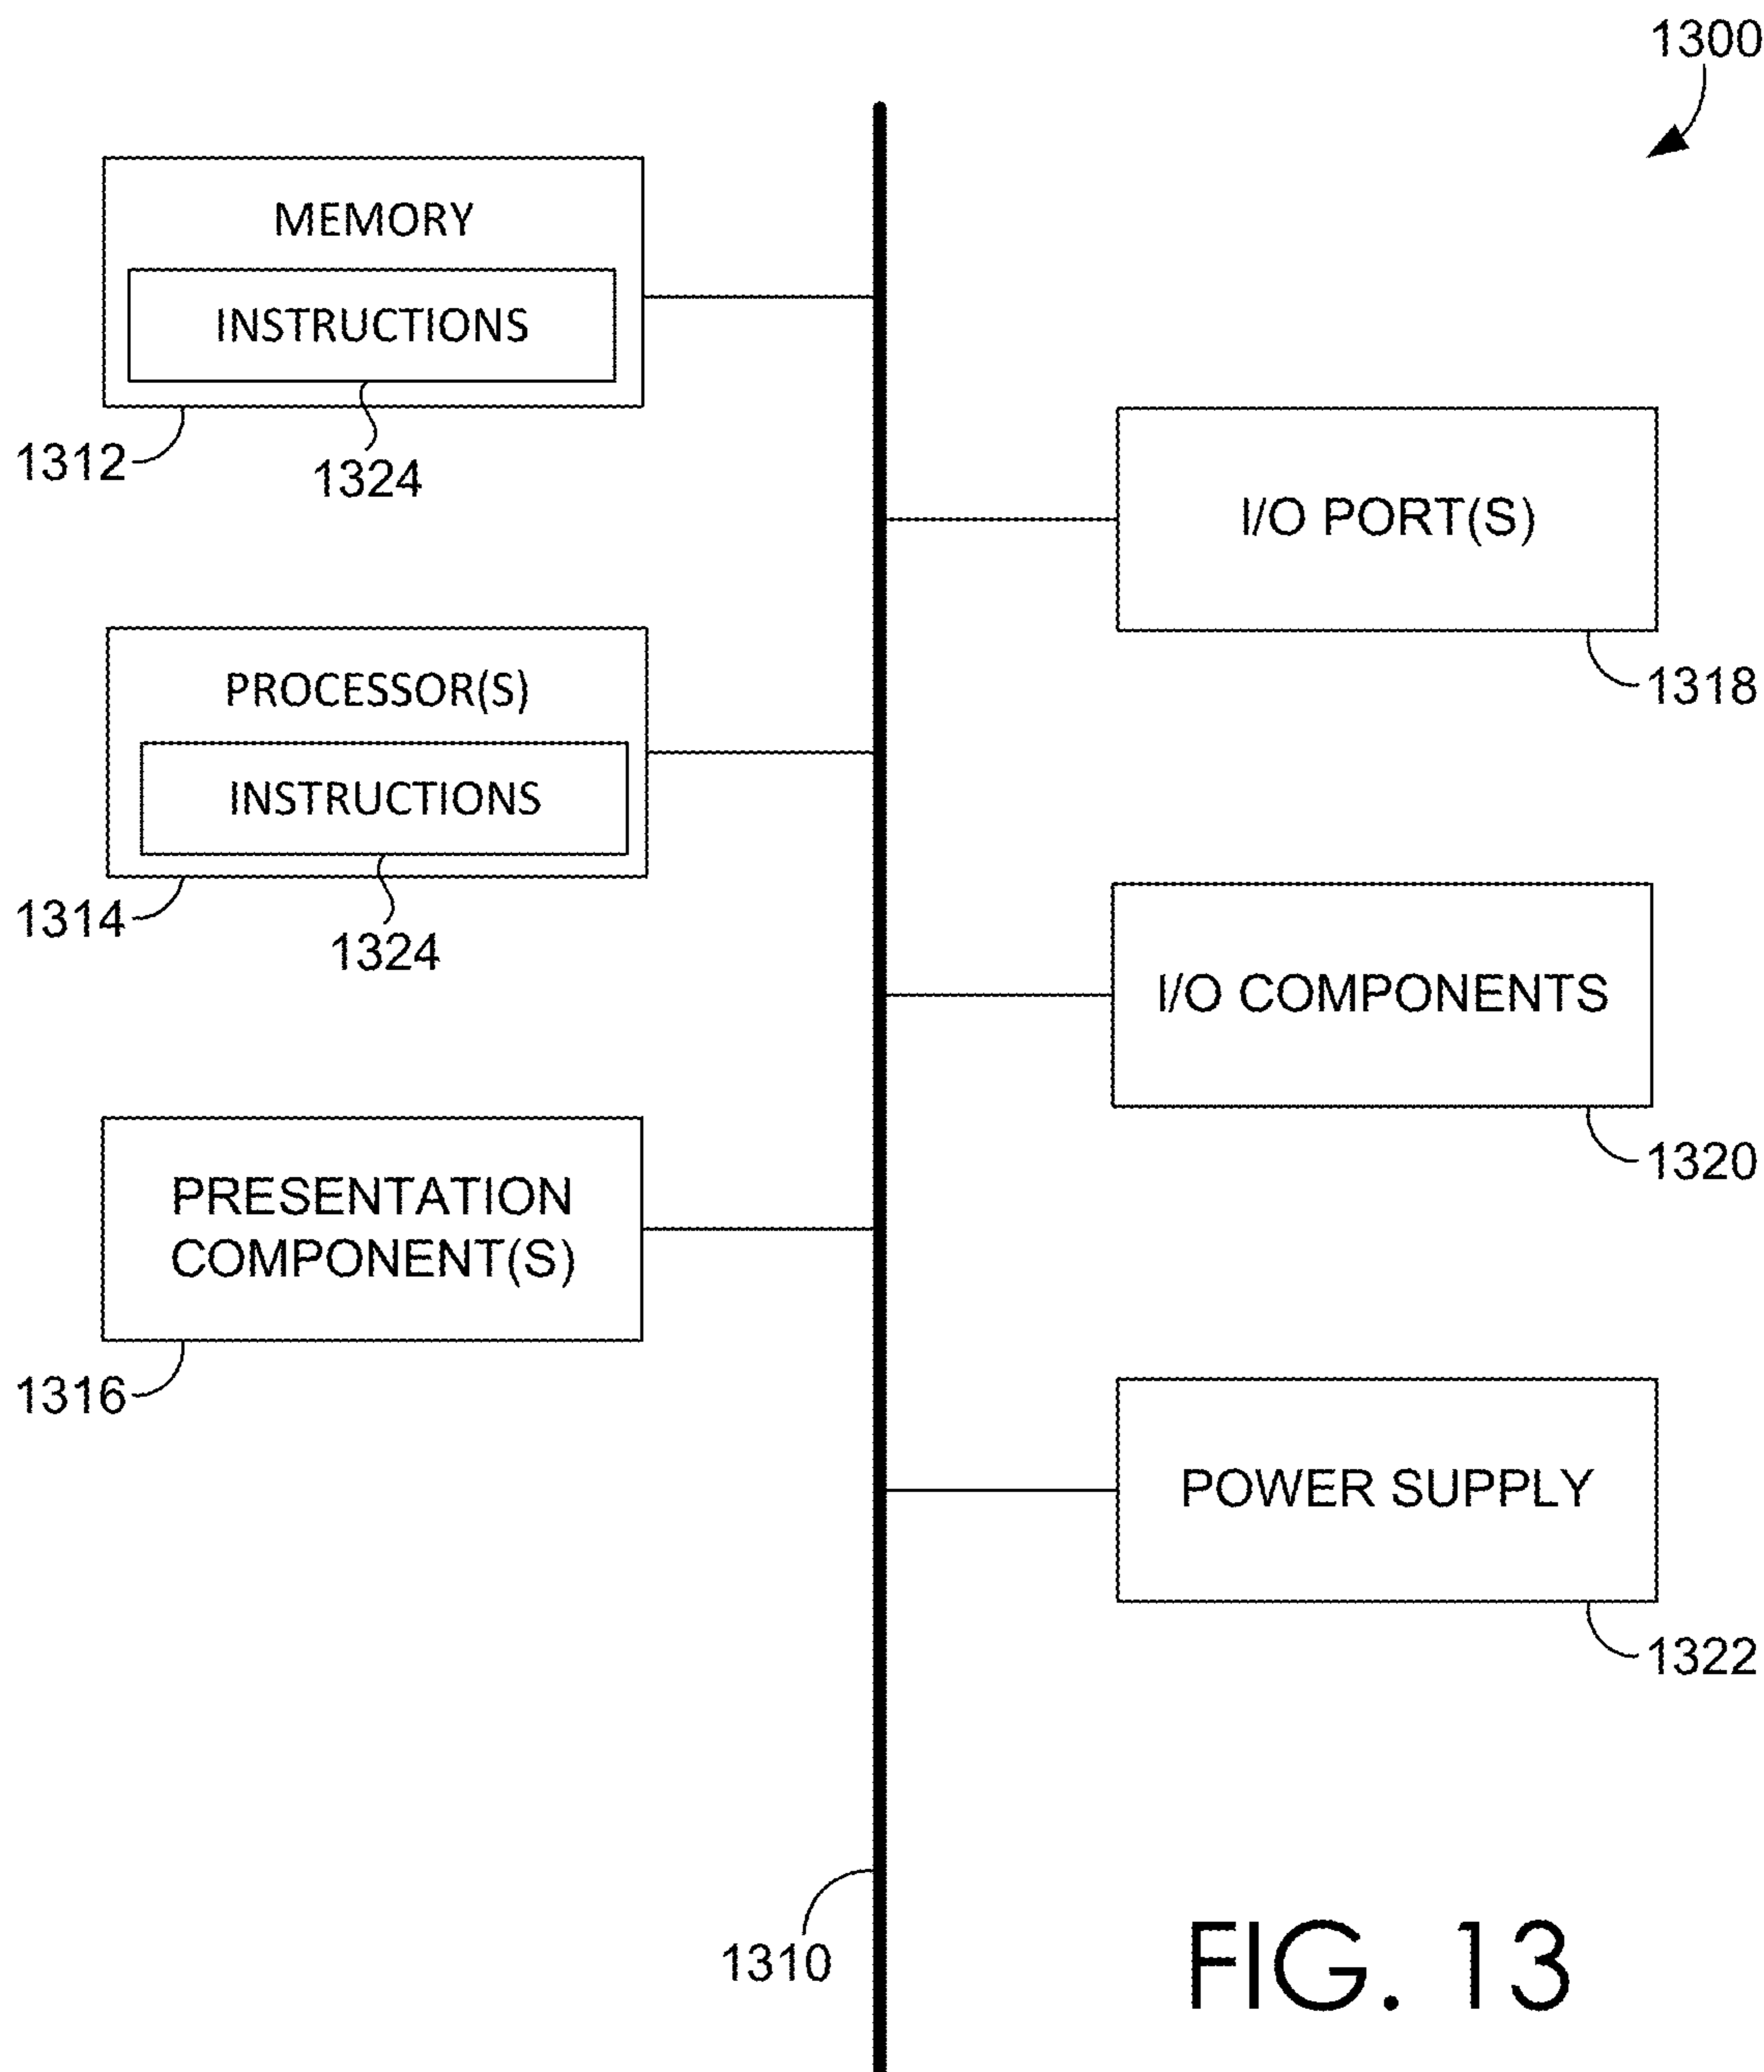 1300
MEMORY
INSTRUCTIONS
1312
1324
I/O PORT(S)
1318
PROCESSOR(S)
INSTRUCTIONS
1314
1324
I/O COMPONENTS
1320
PRESENTATION
COMPONENT(S)
1316
POWER SUPPLY
1322
1310
FIG. 13